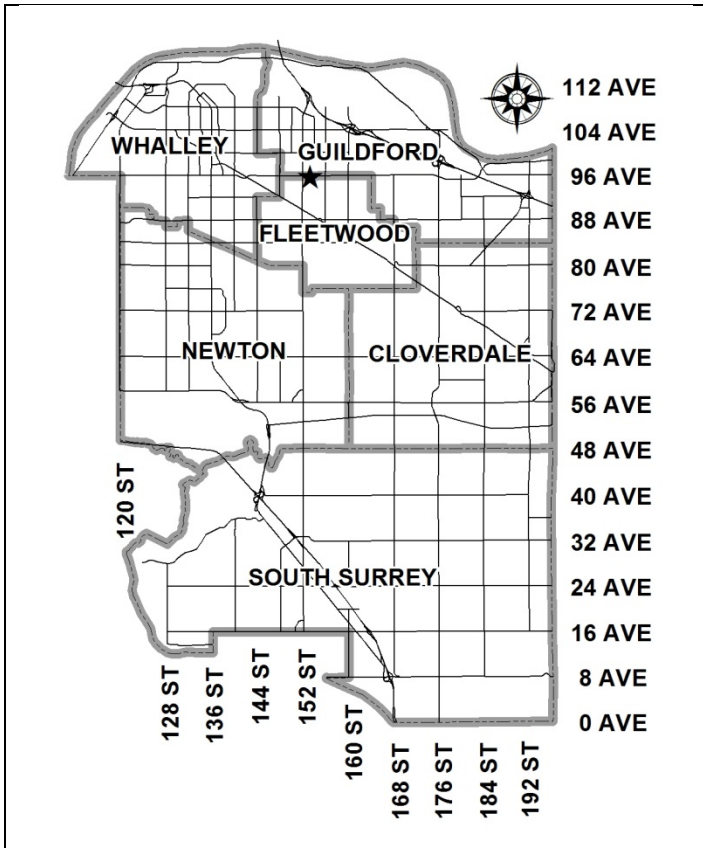 112 AVE
104 AVE
WHALLEY
GUILDFORD
96 AVE
88 AVE
FLEETWOOD
80 AVE
72 AVE
NEWTON
CLOVERDALE
64 AVE
56 AVE
48 AVE
120 ST
40 AVE
32 AVE
SOUTH SURREY
24 AVE
16 AVE
128 ST
136 ST
144 ST
152 ST
160 ST
8 AVE
0 AVE
168 ST
176 ST
184 ST
192 ST